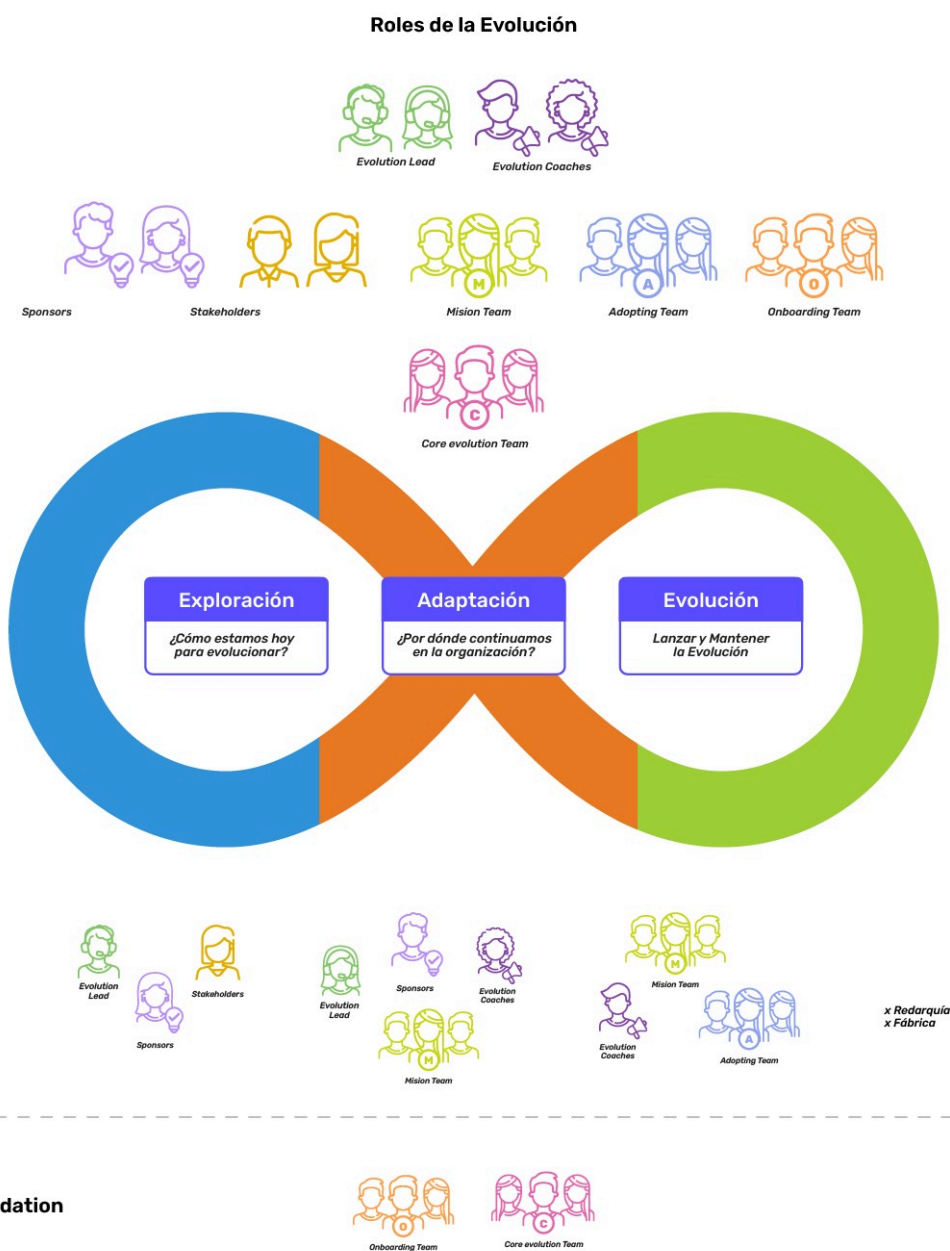 Roles de la Evolución
Evolution Lead
Evolution Coaches
Sponsors
Stakeholders
M
Mision Team
A
Adopting Team
O
Onboarding Team
C
Core evolution Team
Exploración
¿Cómo estamos hoy
para evolucionar?
Adaptación
¿Por dónde continuamos
en la organización?
Evolución
Lanzar y Mantener
la Evolución
Evolution
Lead
Stakeholders
Sponsors
Evolution
Lead
Sponsors
Evolution
Coaches
M
Mision Team
M
Mision Team
Evolution
Coaches
A
Adopting Team
x Redarquía
x Fábrica
dation
O
Onboarding Team
C
Core evolution Team